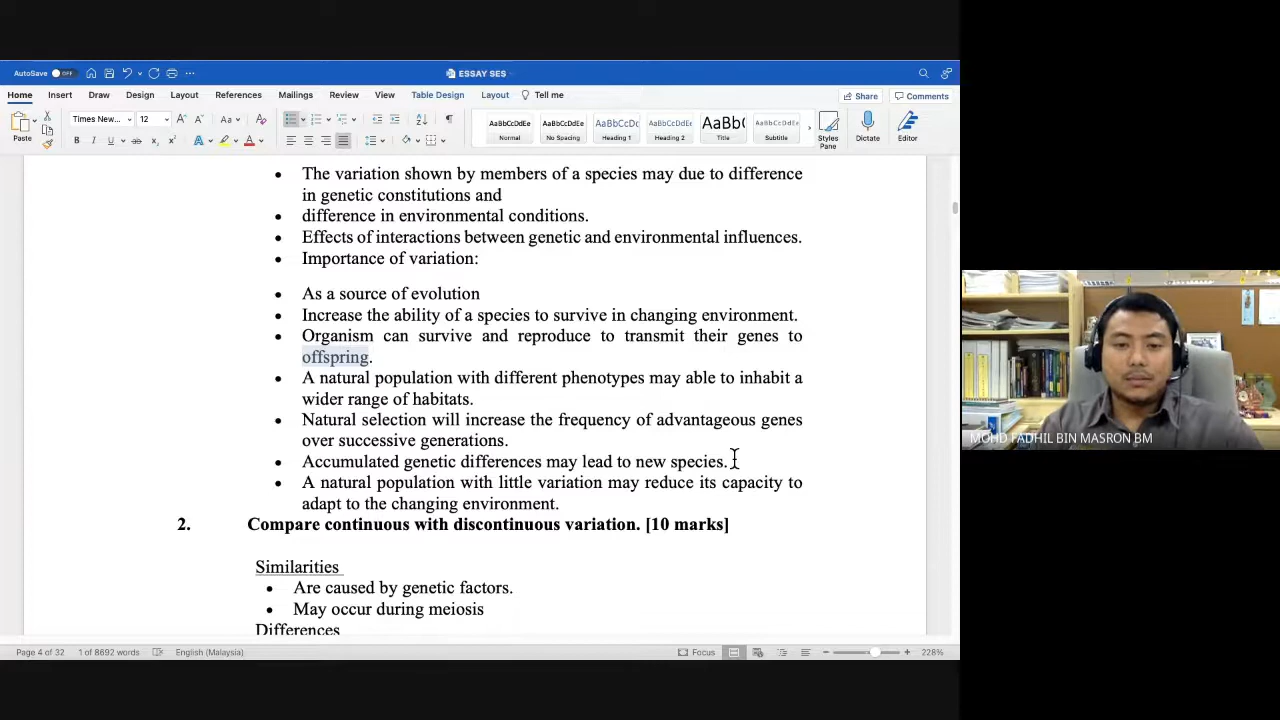 AutoSave OFF
ESSAY SES
Home Insert Draw Design Layout References Mailings Review View Table Design Layout Tell me
Share Comments
Times New... 12
Paste
AaBbCcDdEe AaBbCcDdEe AaBbCcDc AaBbCcDdEe AaBb( AaBbCcDdEe
Normal No Spacing Heading 1 Heading 2 Title Subtitle
Styles Pane
Dictate
Editor
• The variation shown by members of a species may due to difference
in genetic constitutions and
• difference in environmental conditions.
• Effects of interactions between genetic and environmental influences.
• Importance of variation:
• As a source of evolution
• Increase the ability of a species to survive in changing environment.
• Organism can survive and reproduce to transmit their genes to
offspring.
• A natural population with different phenotypes may able to inhabit a
wider range of habitats.
• Natural selection will increase the frequency of advantageous genes
over successive generations.
• Accumulated genetic differences may lead to new species.
• A natural population with little variation may reduce its capacity to
adapt to the changing environment.
2. Compare continuous with discontinuous variation. [10 marks]
Similarities
• Are caused by genetic factors.
• May occur during meiosis
Differences
Page 4 of 32 1 of 8692 words English (Malaysia) Focus 228%
MOHD FADHIL BIN MASRON BM